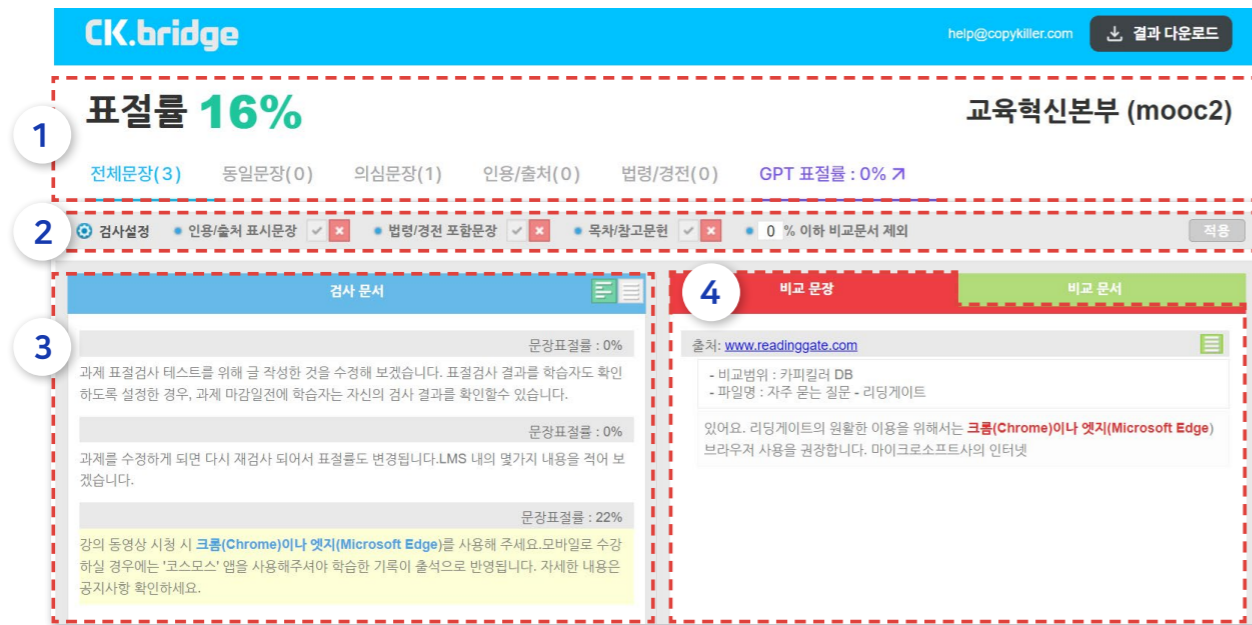 CK.bridge
help@copykiller.com
결과 다운로드
1
표절률 16%
교육혁신본부 (mooc2)
전체문장(3) 동일문장(0) 의심문장(1) 인용/출처(0) 법령/경전(0) GPT 표절률 : 0%
2
검사설정 인용/출처 표시문장 법령/경전 포함문장 목차/참고문헌 0 % 이하 비교문서 제외 적용
3
검사 문서
문장표절률 : 0%
과제 표절검사 테스트를 위해 글 작성한 것을 수정해 보겠습니다. 표절검사 결과를 학습자도 확인
하도록 설정한 경우, 과제 마감일전에 학습자는 자신의 검사 결과를 확인할수 있습니다.
문장표절률 : 0%
과제를 수정하게 되면 다시 재검사 되어서 표절률도 변경됩니다.LMS 내의 몇가지 내용을 적어 보
겠습니다.
문장표절률 : 22%
강의 동영상 시청 시 크롬(Chrome)이나 엣지(Microsoft Edge)를 사용해 주세요.모바일로 수강
하실 경우에는 '코스모스' 앱을 사용해주셔야 학습한 기록이 출석으로 반영됩니다. 자세한 내용은
공지사항 확인하세요.
4
비교 문장
비교 문서
출처: www.readinggate.com
- 비교범위 : 카피킬러 DB
- 파일명 : 자주 묻는 질문 - 리딩게이트
있어요. 리딩게이트의 원활한 이용을 위해서는 크롬(Chrome)이나 엣지(Microsoft Edge)
브라우저 사용을 권장합니다. 마이크로소프트사의 인터넷